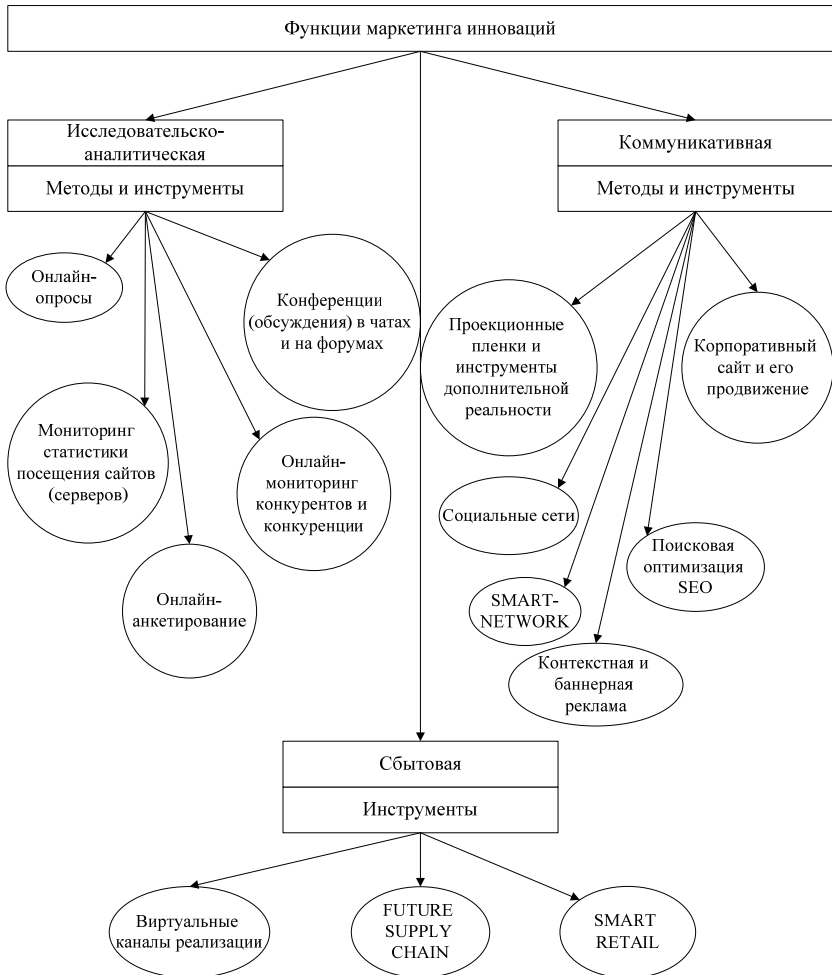 Функции маркетинга инноваций
Исследовательско-
аналитическая
Методы и инструменты
Онлайн-
опросы
Конференции
(обсуждения) в чатах
и на форумах
Мониторинг
статистики
посещения сайтов
(серверов)
Онлайн-
мониторинг
конкурентов и
конкуренции
Онлайн-
анкетирование
Коммуникативная
Методы и инструменты
Проекционные
пленки и
инструменты
дополнительной
реальности
Корпоративный
сайт и его
продвижение
Социальные сети
Поисковая
оптимизация
SEO
SMART-
NETWORK
Контекстная и
баннерная
реклама
Сбытовая
Инструменты
Виртуальные
каналы реализации
FUTURE
SUPPLY
CHAIN
SMART
RETAIL